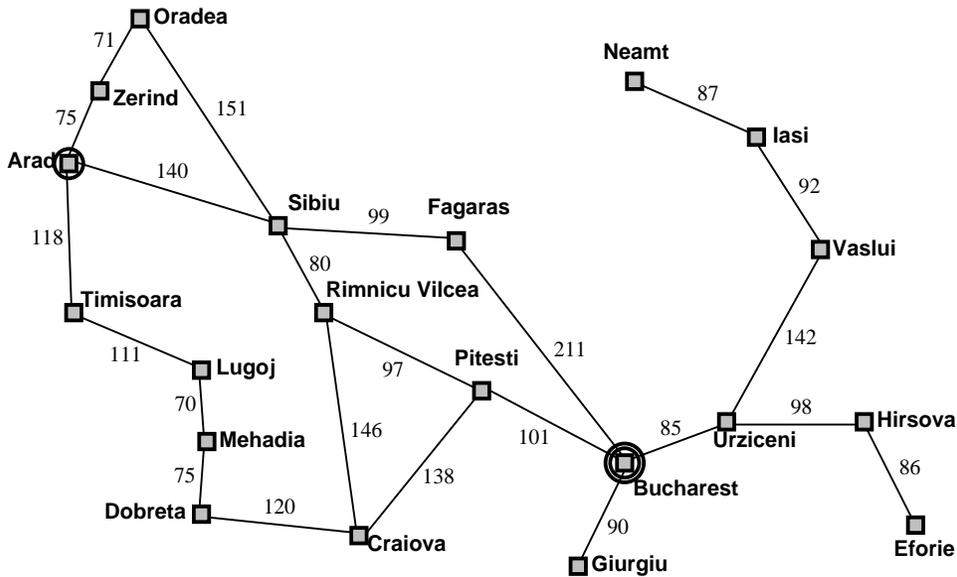 Oradea
71
Neamt
Zerind
87
151
75
Iasi
Arad
140
92
Sibiu
Fagaras
99
118
Vaslui
80
Timisoara
Rimnicu Vilcea
142
111
Pitesti
211
Lugoj
97
70
98
Hirsova
146
85
Urziceni
101
Mehadia
86
75
138
Bucharest
Dobreta
120
90
Craiova
Eforie
Giurgiu